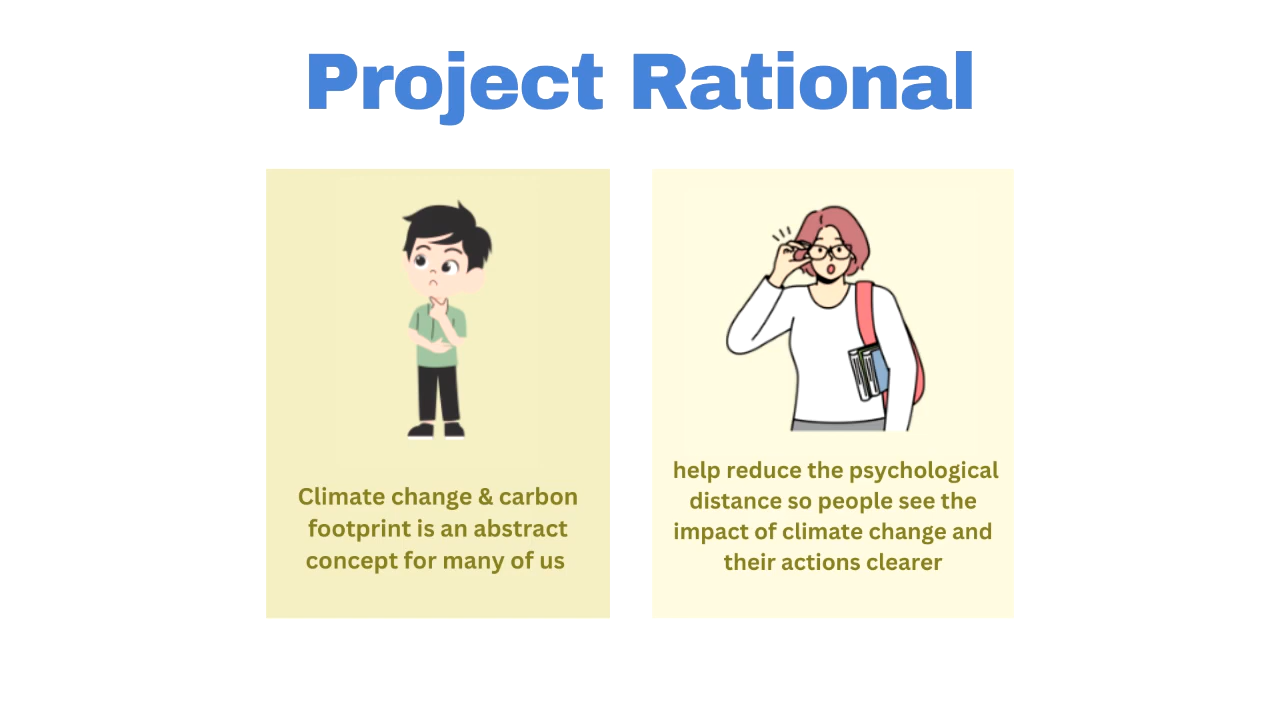 Project Rational
Climate change & carbon
footprint is an abstract
concept for many of us
help reduce the psychological
distance so people see the
impact of climate change and
their actions clearer